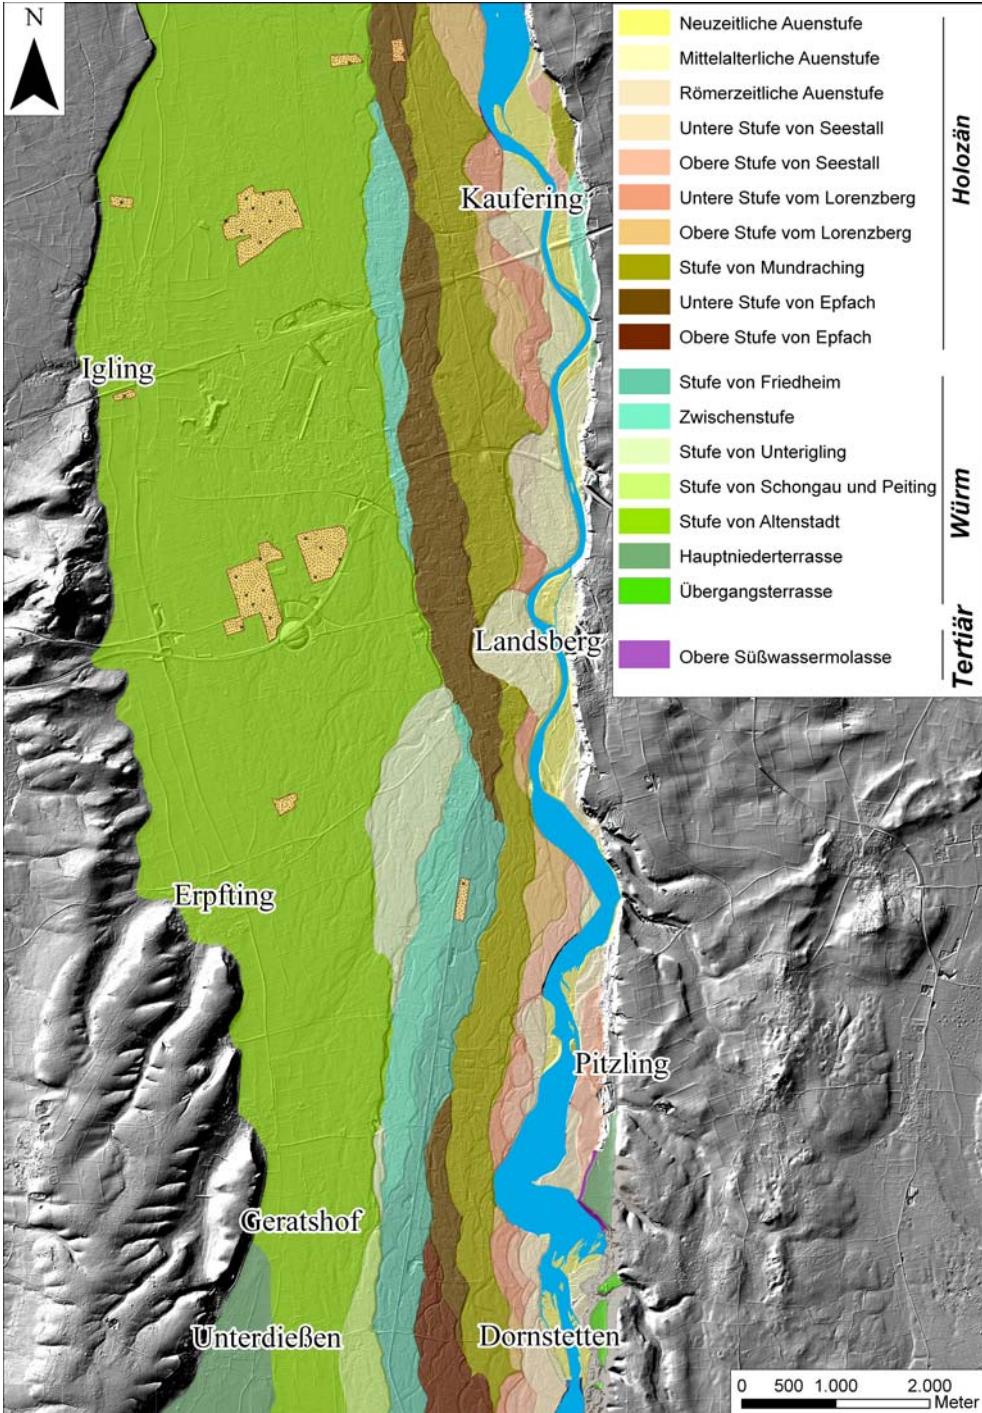 N
Neuzeitliche Auenstufe
Mittelalterliche Auenstufe
Römerzeitliche Auenstufe
Untere Stufe von Seestall
Obere Stufe von Seestall
Untere Stufe vom Lorenzberg
Obere Stufe vom Lorenzberg
Stufe von Mundraching
Untere Stufe von Epfach
Obere Stufe von Epfach
Holozän
Stufe von Friedheim
Zwischenstufe
Stufe von Unterigling
Stufe von Schongau und Peiting
Stufe von Altenstadt
Hauptniederterrasse
Übergangsterrasse
Würm
Obere Süßwassermolasse
Tertiär
Kaufering
Igling
Landsberg
Erpfting
Pitzling
Geratshof
Unterdießen
Dornstetten
0 500 1.000 2.000
Meter